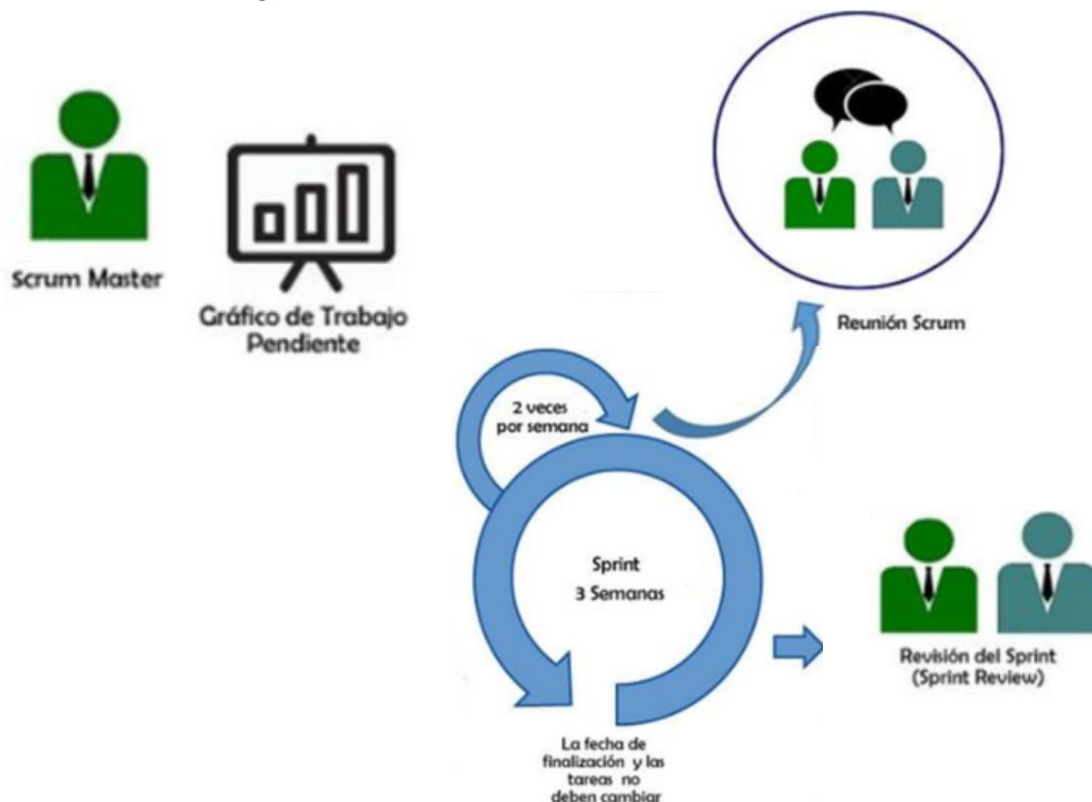 Scrum Master
Gráfico de Trabajo
Pendiente
Reunión Scrum
2 veces
por semana
Sprint
3 Semanas
Revisión del Sprint
(Sprint Review)
La fecha de
finalización y las
tareas no
deben cambiar